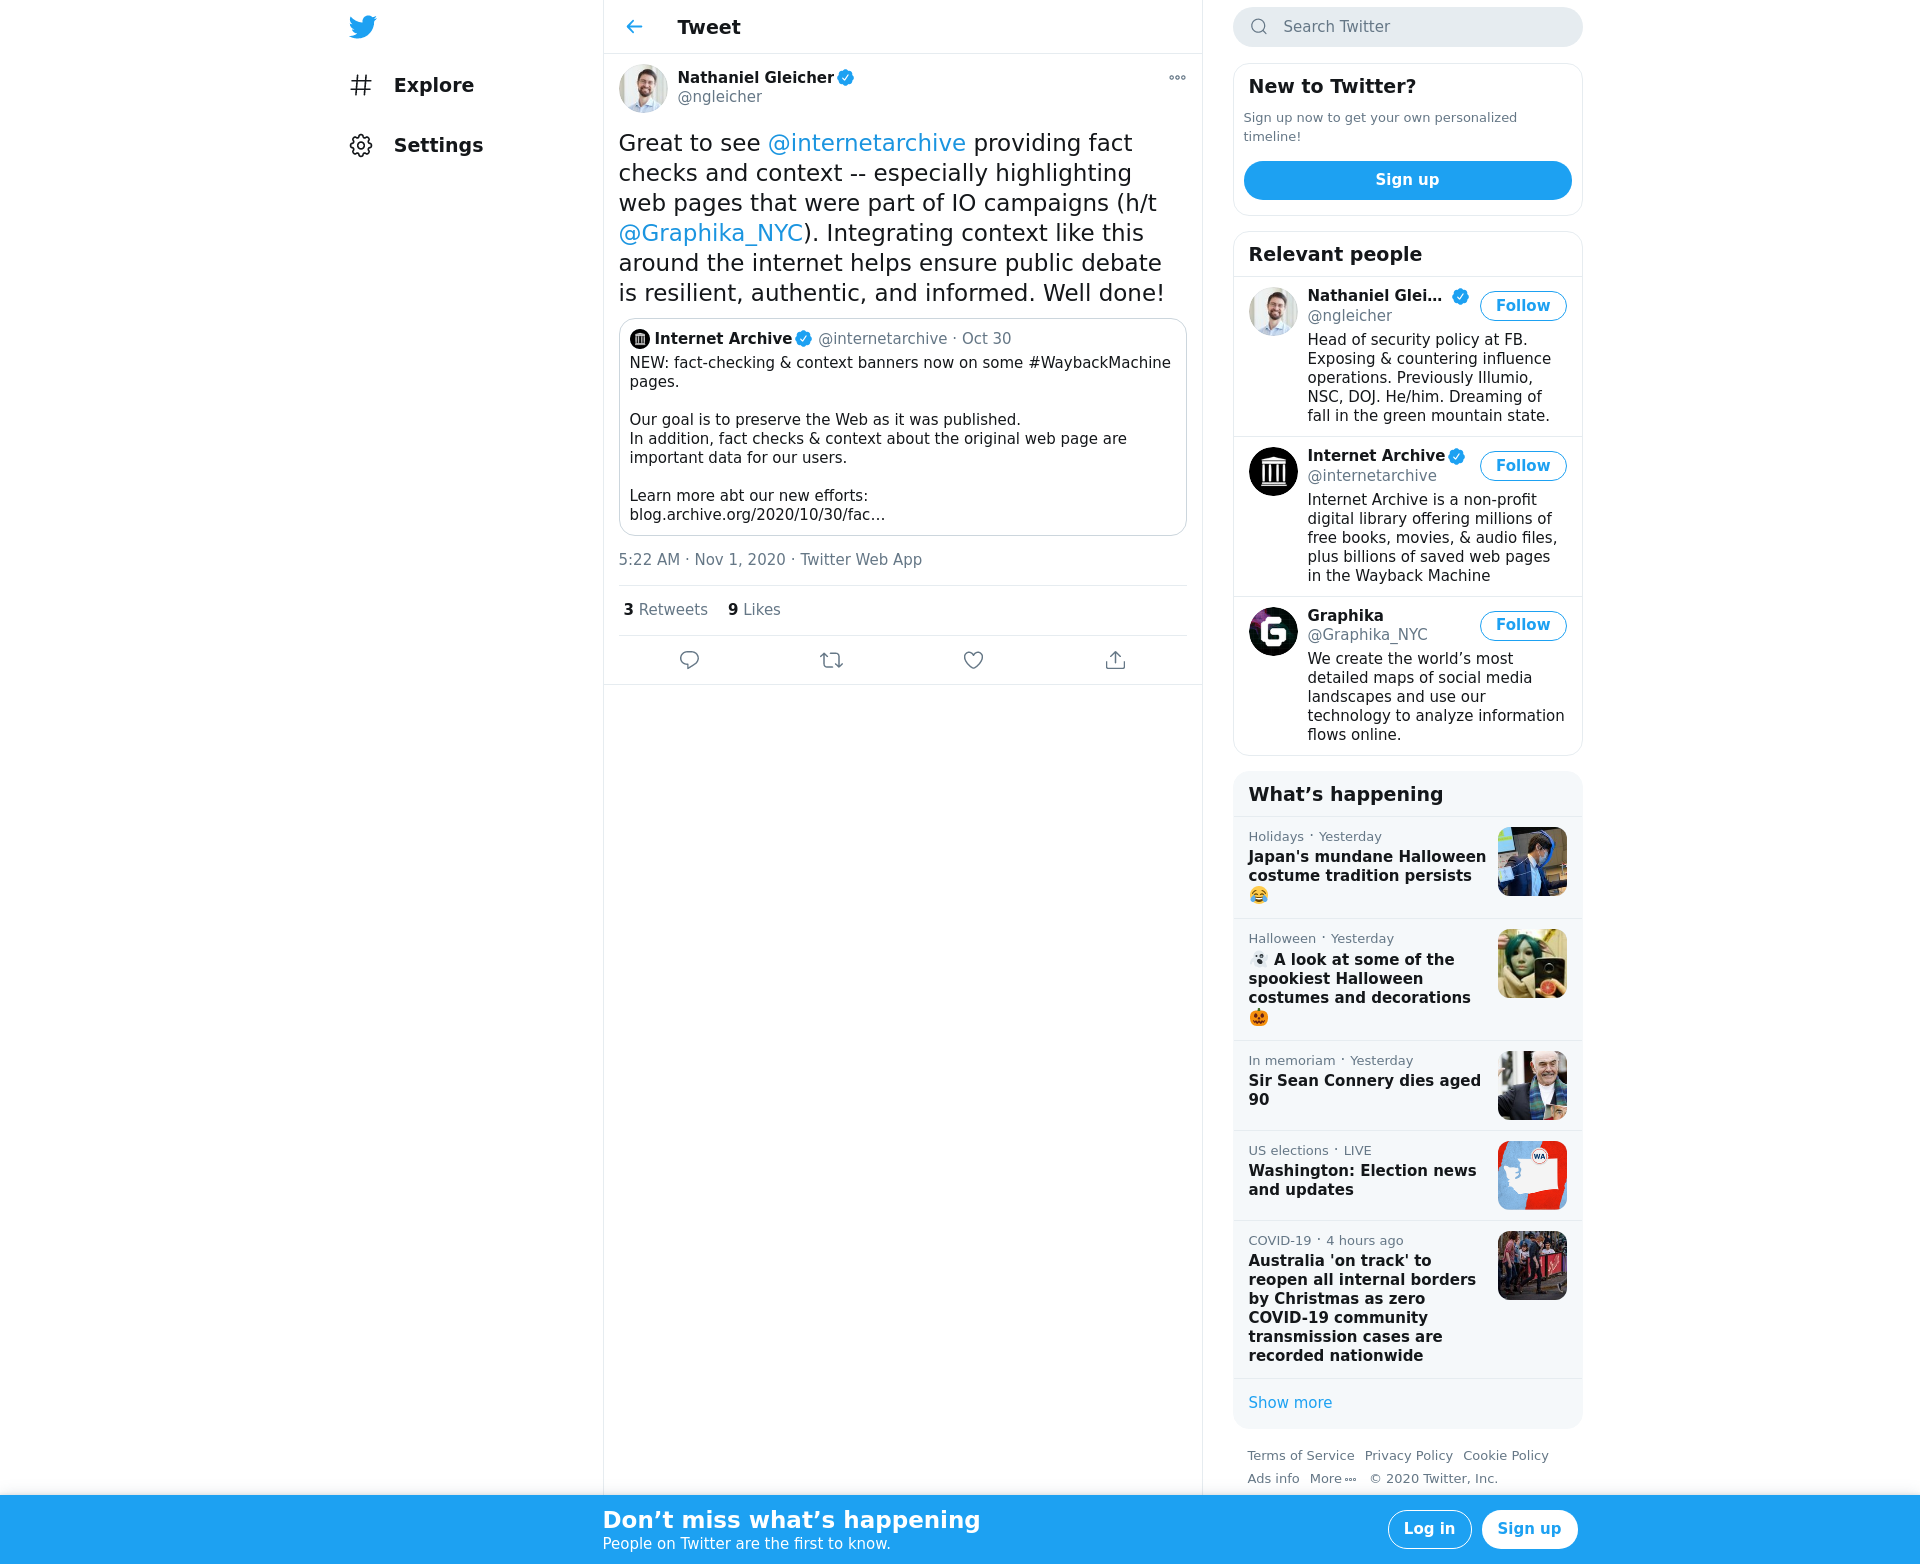 Explore
Settings
Tweet
Nathaniel Gleicher
@ngleicher
Great to see @internetarchive providing fact
checks and context -- especially highlighting
web pages that were part of IO campaigns (h/t
@Graphika_NYC). Integrating context like this
around the internet helps ensure public debate
is resilient, authentic, and informed. Well done!
Internet Archive @internetarchive · Oct 30
NEW: fact-checking & context banners now on some #WaybackMachine
pages.
Our goal is to preserve the Web as it was published.
In addition, fact checks & context about the original web page are
important data for our users.
Learn more abt our new efforts:
blog.archive.org/2020/10/30/fac…
5:22 AM · Nov 1, 2020 · Twitter Web App
3 Retweets 9 Likes
Search Twitter
New to Twitter?
Sign up now to get your own personalized
timeline!
Sign up
Relevant people
Nathaniel Glei…
Follow
@ngleicher
Head of security policy at FB.
Exposing & countering influence
operations. Previously Illumio,
NSC, DOJ. He/him. Dreaming of
fall in the green mountain state.
Internet Archive
Follow
@internetarchive
Internet Archive is a non-profit
digital library offering millions of
free books, movies, & audio files,
plus billions of saved web pages
in the Wayback Machine
Graphika
Follow
@Graphika_NYC
We create the world’s most
detailed maps of social media
landscapes and use our
technology to analyze information
flows online.
What’s happening
Holidays · Yesterday
Japan's mundane Halloween
costume tradition persists
😂
Halloween · Yesterday
👻 A look at some of the
spookiest Halloween
costumes and decorations
🎃
In memoriam · Yesterday
Sir Sean Connery dies aged
90
US elections · LIVE
Washington: Election news
and updates
WA
COVID-19 · 4 hours ago
Australia 'on track' to
reopen all internal borders
by Christmas as zero
COVID-19 community
transmission cases are
recorded nationwide
Show more
Terms of Service Privacy Policy Cookie Policy
Ads info More © 2020 Twitter, Inc.
Don’t miss what’s happening
People on Twitter are the first to know.
Log in
Sign up